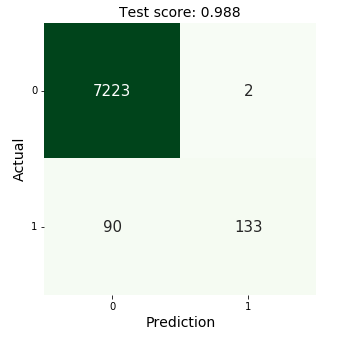 Test score: 0.988
Actual
0
7223
2
1
90
133
0
1
Prediction